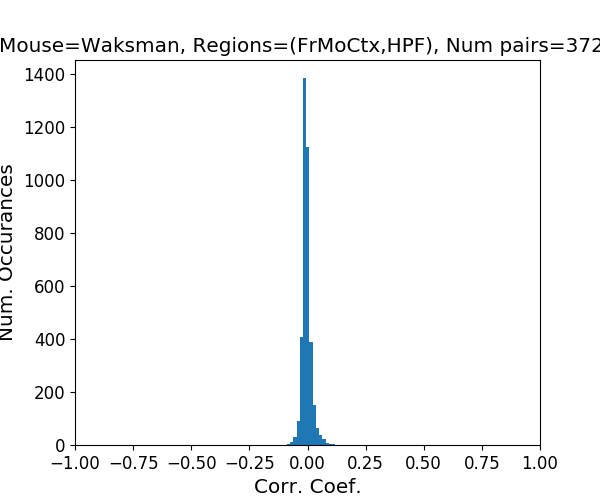 Mouse=Waksman, Regions=(FrMoCtx,HPF), Num pairs=372
1400
1200
1000
800
600
400
200
0
Num. Occurances
−1.00 −0.75 −0.50 −0.25 0.00 0.25 0.50 0.75 1.00
Corr. Coef.